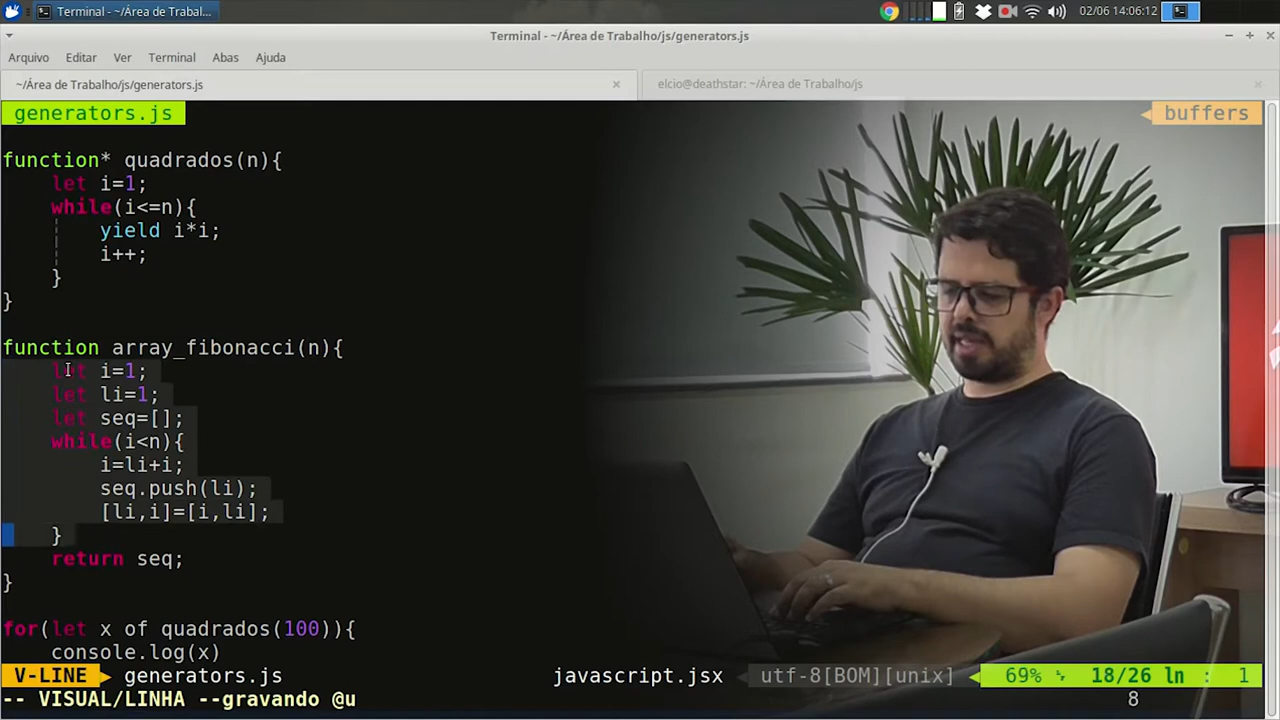 Terminal - ~/Área de Trabal...
02/06 14:06:12
Terminal - ~/Área de Trabalho/js/generators.js
Arquivo Editar Ver Terminal Abas Ajuda
~/Área de Trabalho/js/generators.js
elcio@deathstar: ~/Área de Trabalho/js
generators.js
buffers
function* quadrados(n){
let i=1;
while(i<=n){
yield i*i;
i++;
}
}
function array_fibonacci(n){
let i=1;
let li=1;
let seq=[];
while(i<n){
i=li+i;
seq.push(li);
[li,i]=[i,li];
}
return seq;
}
for(let x of quadrados(100)){
console.log(x)
V-LINE generators.js javascript.jsx utf-8[BOM][unix] 69% 18/26 ln : 1
-- VISUAL/LINHA --gravando @u 8